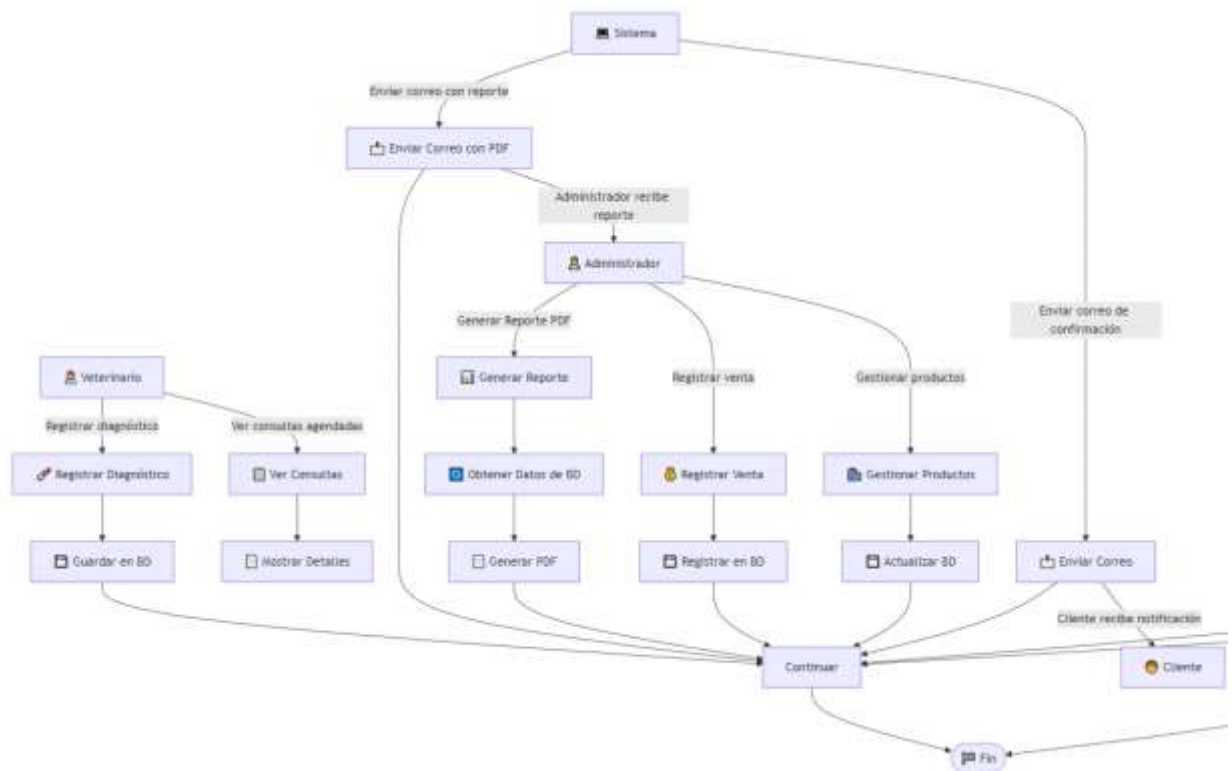 Sistema
Enviar correo con reporte
Enviar Correo con PDF
Administrador recibe
reporte
Administrador
Enviar correo de
confirmación
Generar Reporte PDF
Veterinario
Generar Reporte
Registrar venta
Gestionar productos
Registrar diagnóstico
Ver consultas agendadas
Registrar Diagnóstico
Ver Consultas
Obtener Datos de BD
Registrar Venta
Gestionar Productos
Guardar en BD
Mostrar Detalles
Generar PDF
Registrar en BD
Actualizar BD
Enviar Correo
Cliente recibe notificación
Continuar
Cliente
Fin